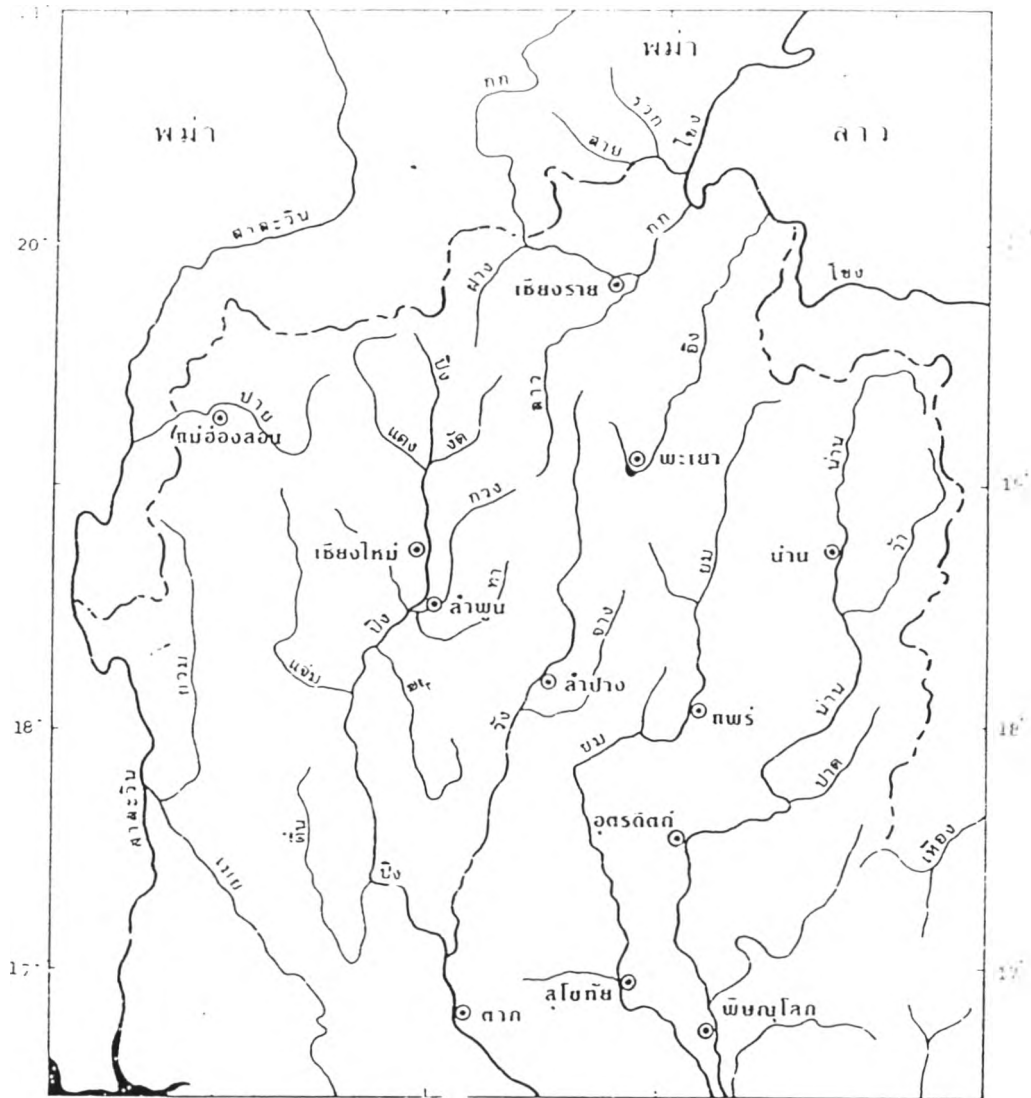 พม่า
กก
พม่า
รวก
สาย
โขง
ลาว
สาละวิน
20°
กก
ฝาง
เชียงราย
โขง
ปิง
อิง
ลาว
ปาย
แม่ฮ่องสอน
แตง
งัด
พะเยา
น่าน
กวง
เชียงใหม่
ยม
น่าน
ว้า
ทา
ลำพูน
ปิง
จาง
ยวม
แจ่ม
ลี้
ลำปาง
แพร่
น่าน
18°
วัง
ยม
18°
ปาด
สาละวิน
ตื่น
อุตรดิตถ์
เหือง
เมย
ปิง
17°
สุโขทัย
ตาก
พิษณุโลก